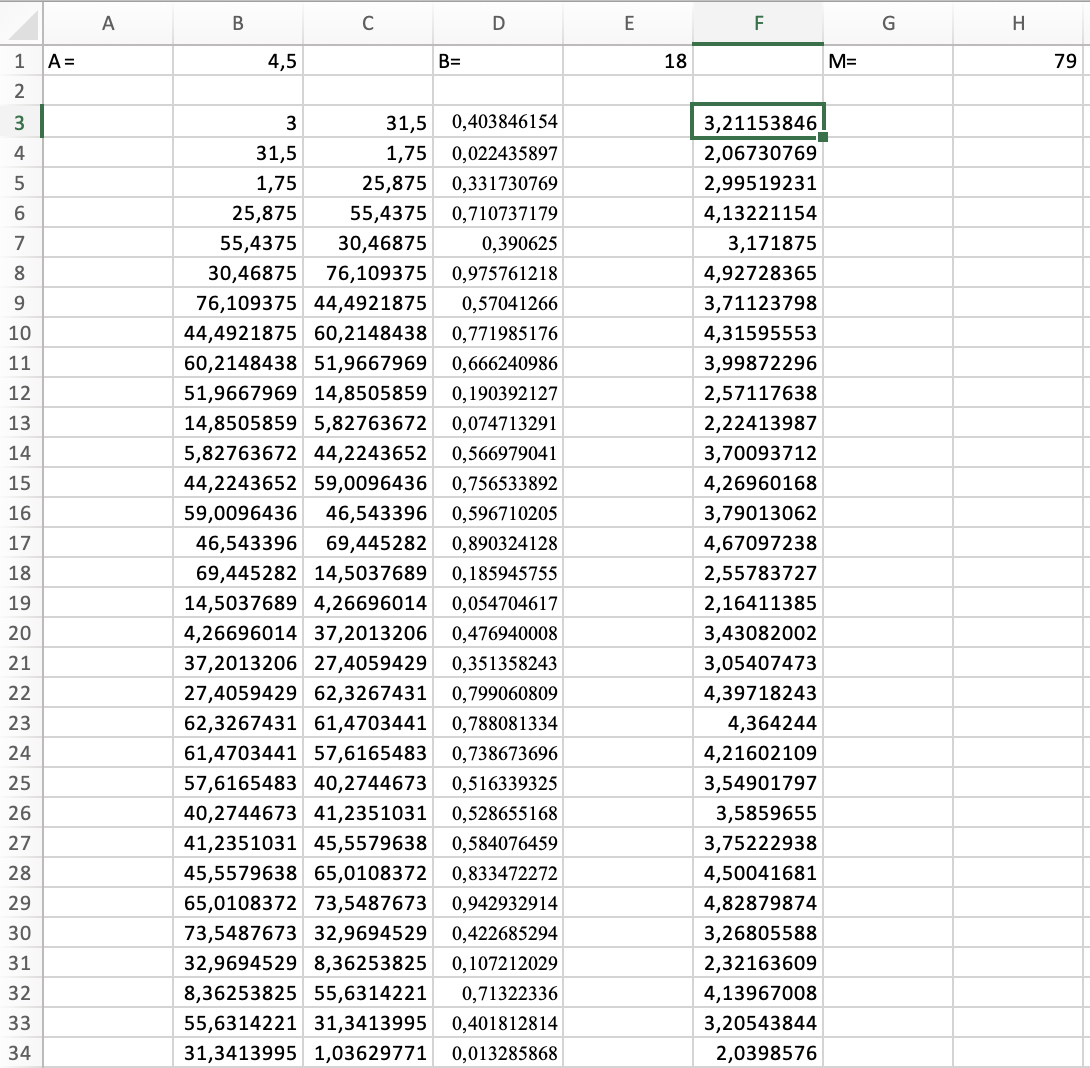 A B C D E F G H
1 A = 4,5 B= 18 M= 79
2
3 3 31,5 0,403846154 3,21153846
4 31,5 1,75 0,022435897 2,06730769
5 1,75 25,875 0,331730769 2,99519231
6 25,875 55,4375 0,710737179 4,13221154
7 55,4375 30,46875 0,390625 3,171875
8 30,46875 76,109375 0,975761218 4,92728365
9 76,109375 44,4921875 0,57041266 3,71123798
10 44,4921875 60,2148438 0,771985176 4,31595553
11 60,2148438 51,9667969 0,666240986 3,99872296
12 51,9667969 14,8505859 0,190392127 2,57117638
13 14,8505859 5,82763672 0,074713291 2,22413987
14 5,82763672 44,2243652 0,566979041 3,70093712
15 44,2243652 59,0096436 0,756533892 4,26960168
16 59,0096436 46,543396 0,596710205 3,79013062
17 46,543396 69,445282 0,890324128 4,67097238
18 69,445282 14,5037689 0,185945755 2,55783727
19 14,5037689 4,26696014 0,054704617 2,16411385
20 4,26696014 37,2013206 0,476940008 3,43082002
21 37,2013206 27,4059429 0,351358243 3,05407473
22 27,4059429 62,3267431 0,799060809 4,39718243
23 62,3267431 61,4703441 0,788081334 4,364244
24 61,4703441 57,6165483 0,738673696 4,21602109
25 57,6165483 40,2744673 0,516339325 3,54901797
26 40,2744673 41,2351031 0,528655168 3,5859655
27 41,2351031 45,5579638 0,584076459 3,75222938
28 45,5579638 65,0108372 0,833472272 4,50041681
29 65,0108372 73,5487673 0,942932914 4,82879874
30 73,5487673 32,9694529 0,422685294 3,26805588
31 32,9694529 8,36253825 0,107212029 2,32163609
32 8,36253825 55,6314221 0,71322336 4,13967008
33 55,6314221 31,3413995 0,401812814 3,20543844
34 31,3413995 1,03629771 0,013285868 2,0398576